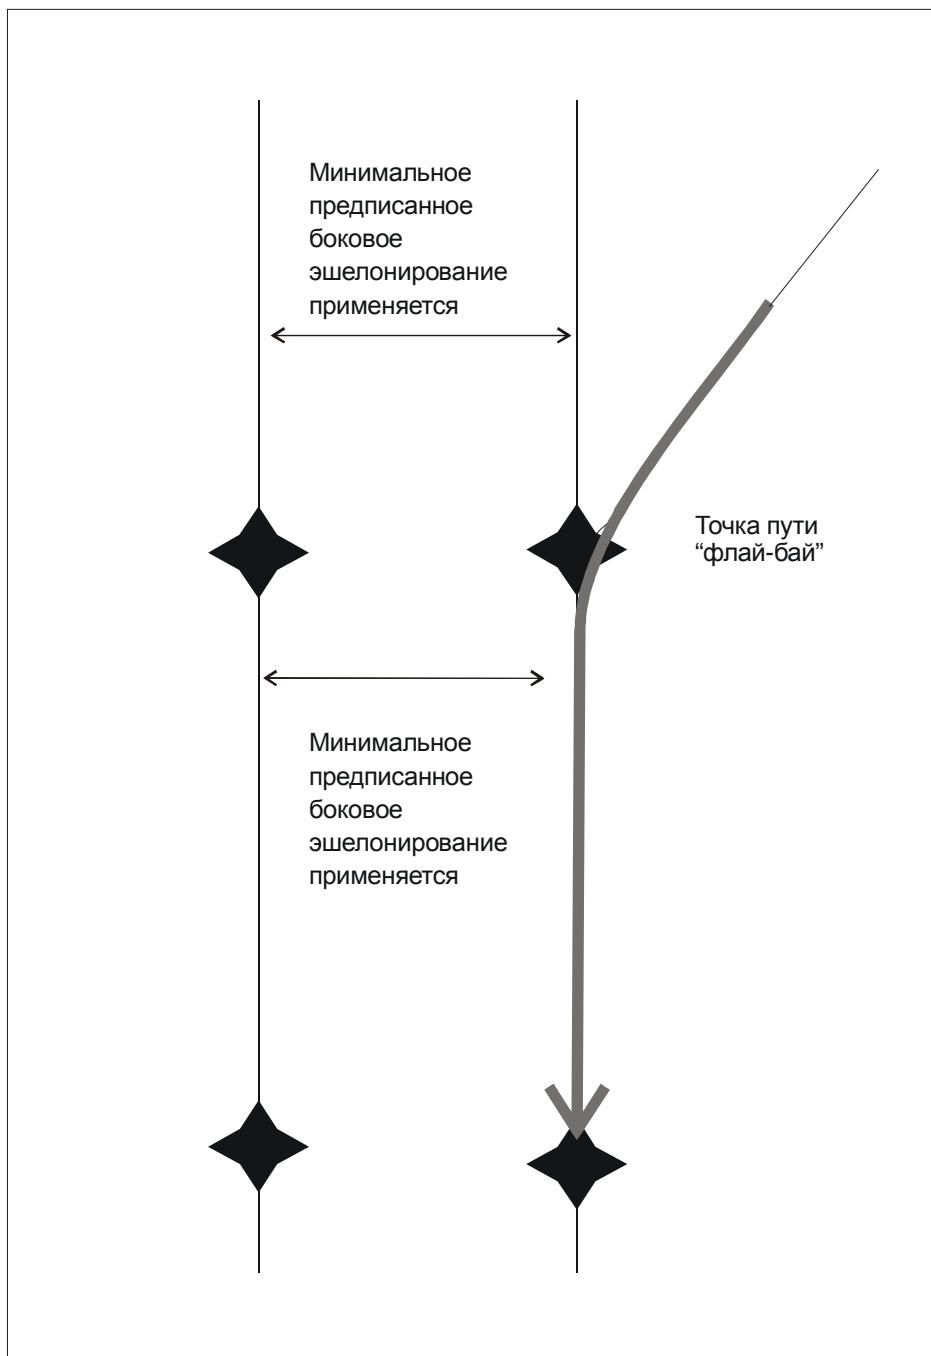 Минимальное
предписанное
боковое
эшелонирование
применяется
Точка пути
“флай-бай”
Минимальное
предписанное
боковое
эшелонирование
применяется